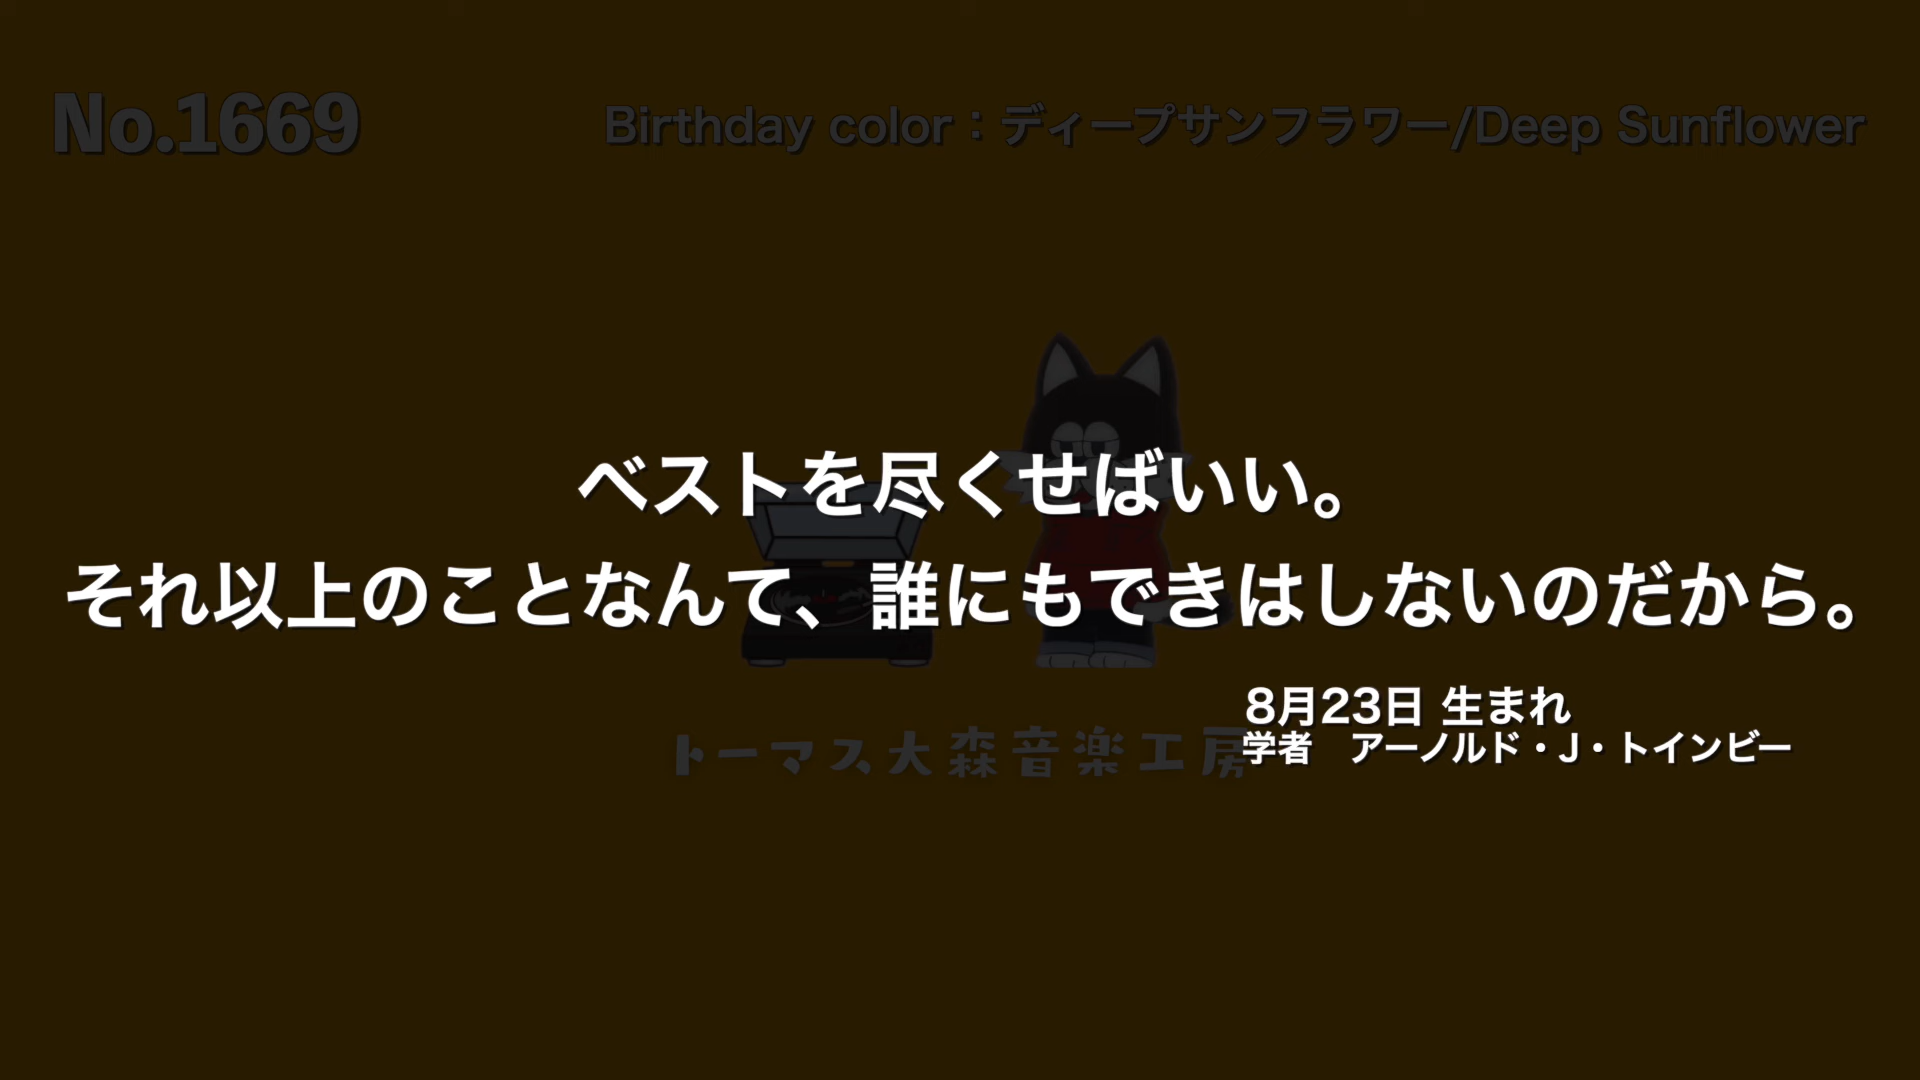 No.1669
Birthday color：ディープサンフラワー/Deep Sunflower
ベストを尽くせばいい。
それ以上のことなんて、誰にもできはしないのだから。
8月23日 生まれ
学者　アーノルド・J・トインビー
トーマス大森音楽工房